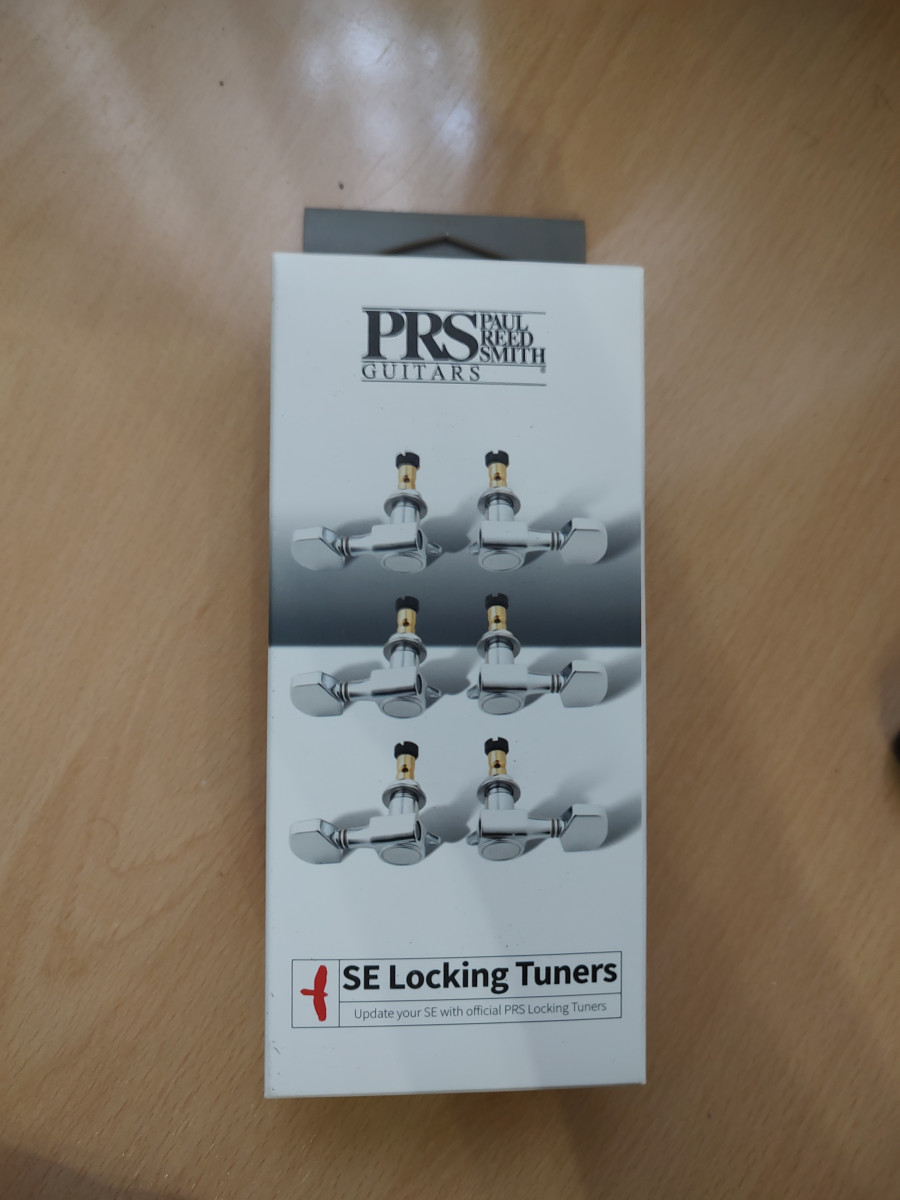 PRS PAUL
REED
SMITH®
GUITARS
SE Locking Tuners
Update your SE with official PRS Locking Tuners